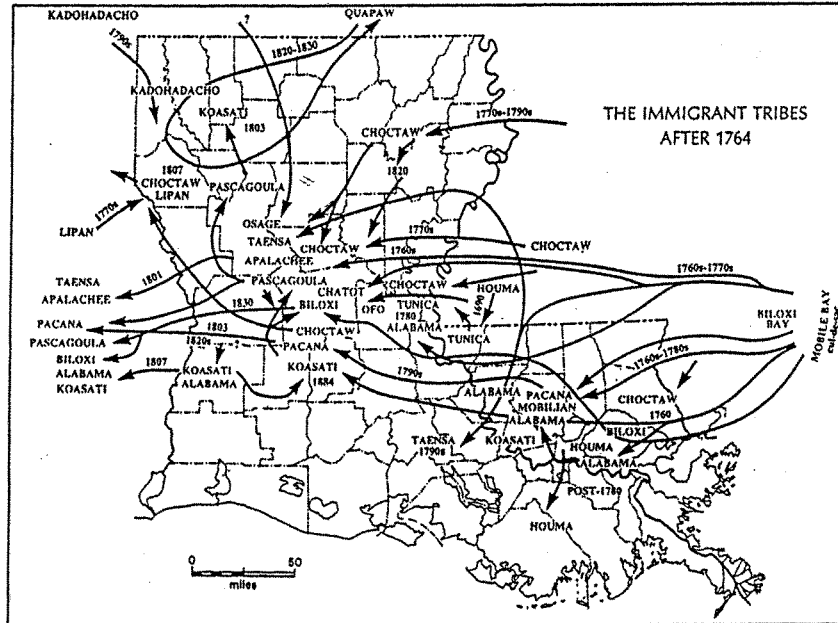 KADOHADACHO
?
QUAPAW
1790s
1820-1830
KADOHADACHO
KOASATI
1803
CHOCTAW
1770s-1790s
THE IMMIGRANT TRIBES
AFTER 1764
1820
1807
CHOCTAW
LIPAN
PASCAGOULA
LIPAN
1770s
OSAGE
TAENSA
APALACHEE
CHOCTAW
1770s
1760s
CHOCTAW
TAENSA
APALACHEE
1801
PASCAGOULA
CHATOT
CHOCTAW
HOUMA
1760s-1770s
PACANA
1830
BILOXI
OFO
TUNICA
1780
ALABAMA
1690
BILOXI
BAY
MOBILE BAY
PASCAGOULA
1803
1820s
?
CHOCTAW
PACANA
TUNICA
BILOXI
ALABAMA
KOASATI
1807
KOASATI
ALABAMA
KOASATI
1884
1790s
1760s-1780s
ALABAMA
PACANA
MOBILIAN
ALABAMA
CHOCTAW
1760
BILOXI
TAENSA
1790s
KOASATI
HOUMA
ALABAMA
POST-1780
HOUMA
0
50
miles